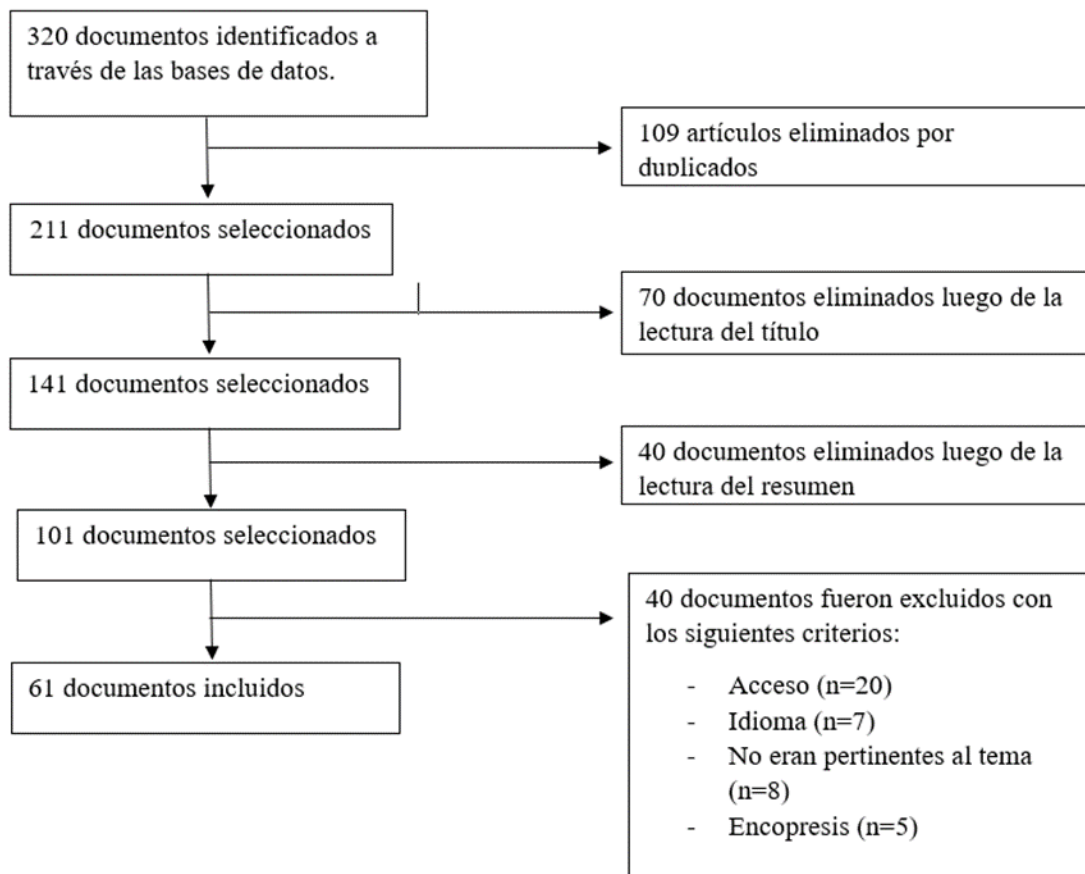 320 documentos identificados a
través de las bases de datos.
109 artículos eliminados por
duplicados
211 documentos seleccionados
70 documentos eliminados luego de la
lectura del título
141 documentos seleccionados
40 documentos eliminados luego de la
lectura del resumen
101 documentos seleccionados
40 documentos fueron excluidos con
los siguientes criterios:
- Acceso (n=20)
- Idioma (n=7)
- No eran pertinentes al tema
(n=8)
- Encopresis (n=5)
61 documentos incluidos